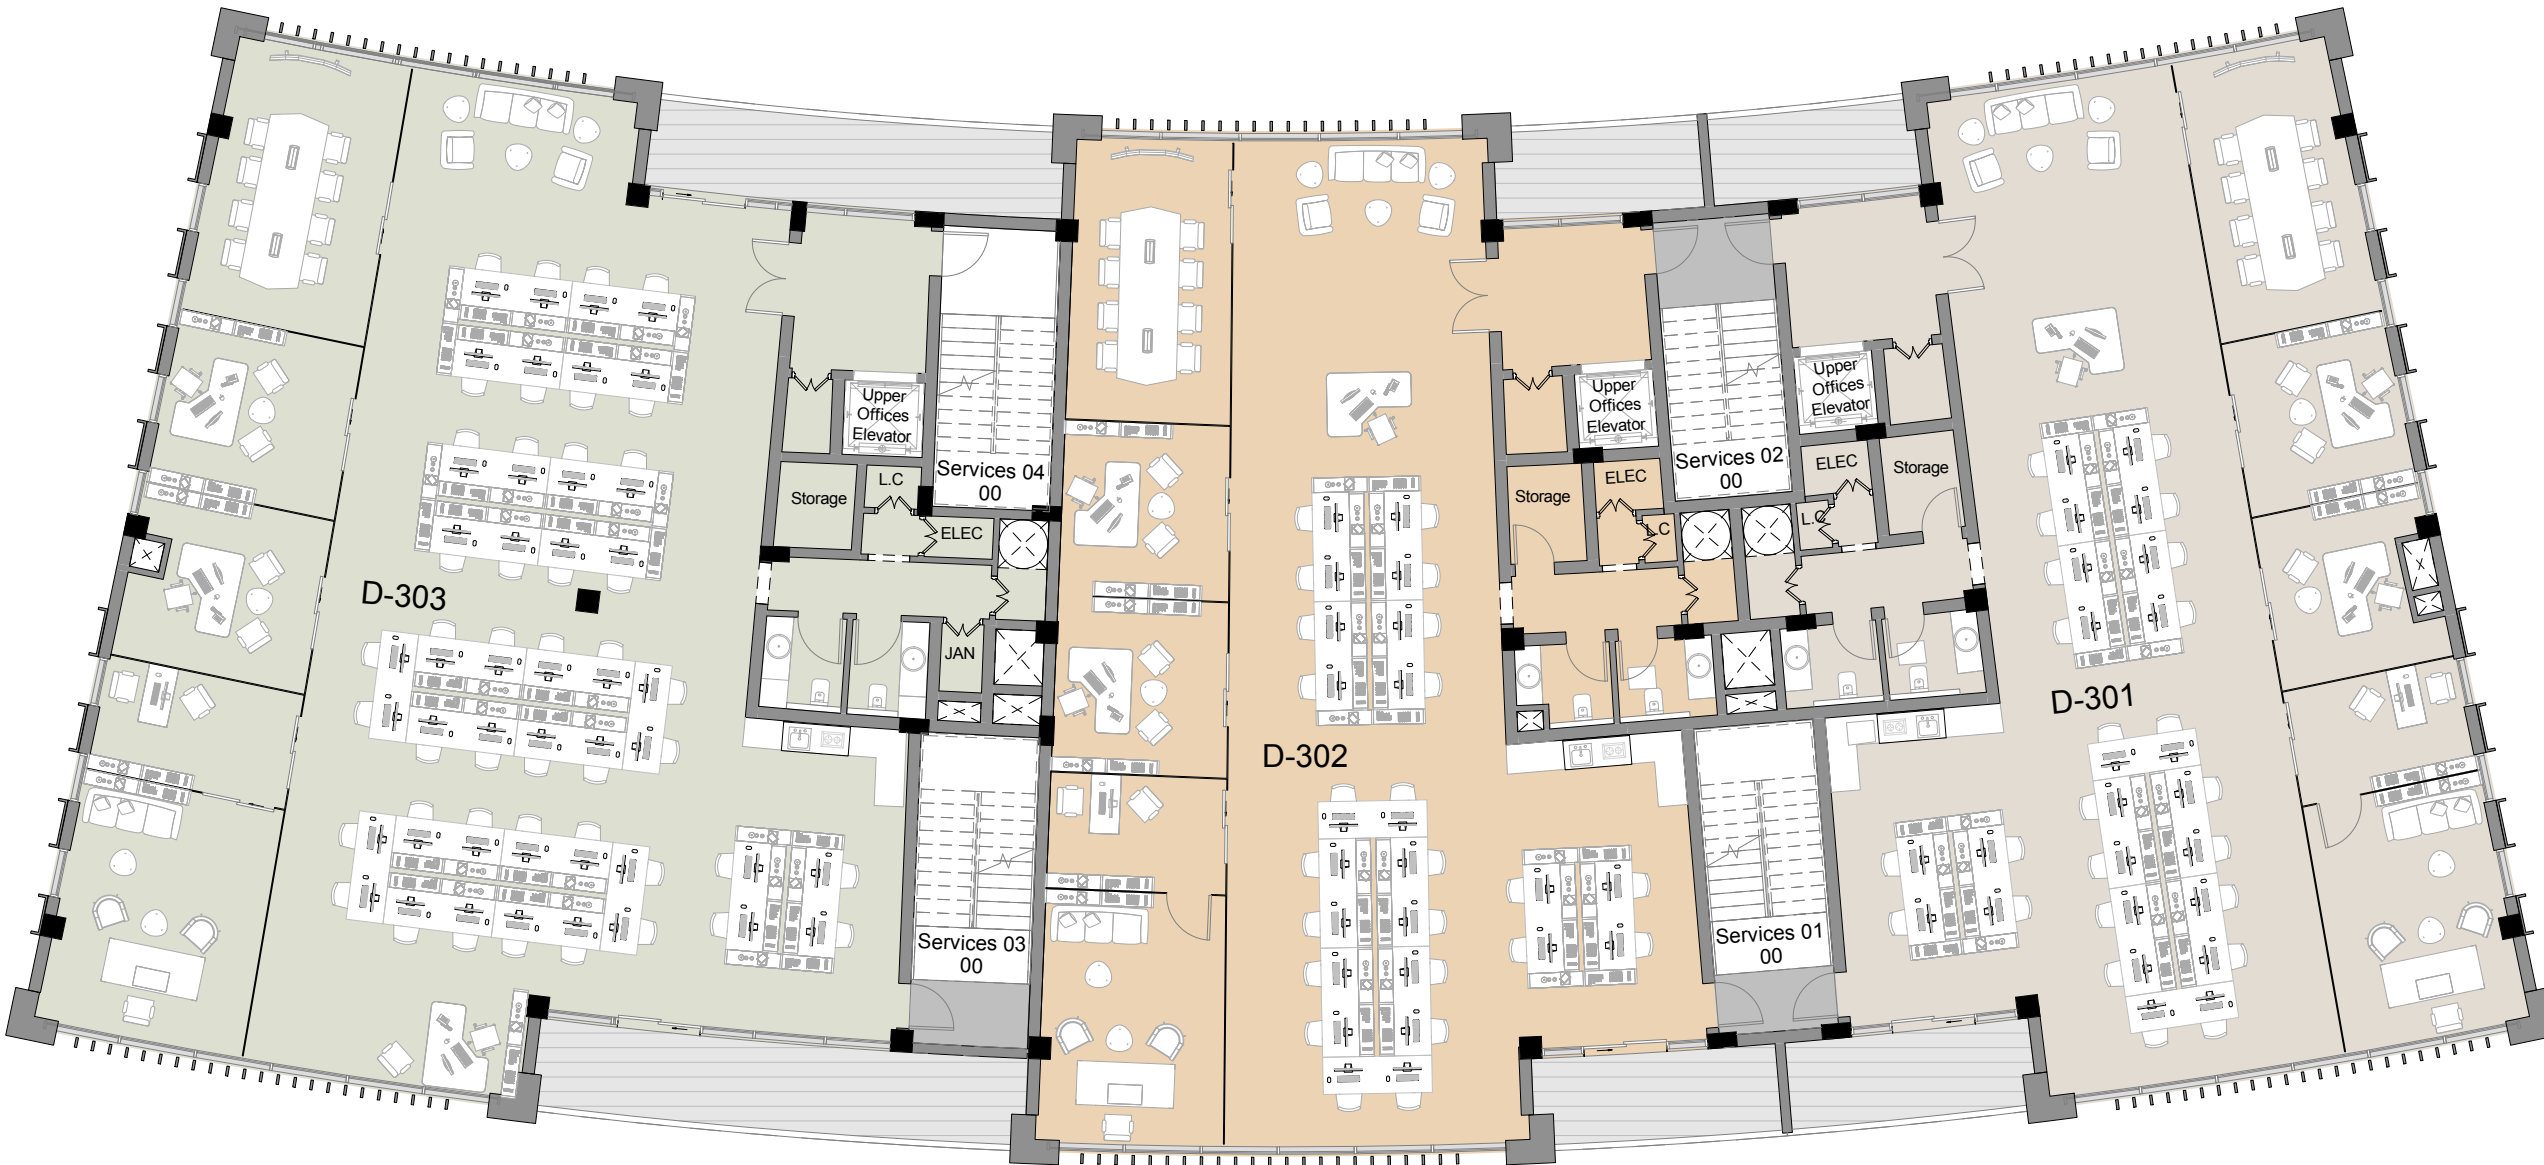 Upper
Offices
Elevator
Services 04
00
Storage
L.C
ELEC
JAN
D-303
Services 03
00
Upper
Offices
Elevator
Services 02
00
Storage
ELEC
L.C
D-302
Services 01
00
Upper
Offices
Elevator
ELEC
Storage
L.C
D-301